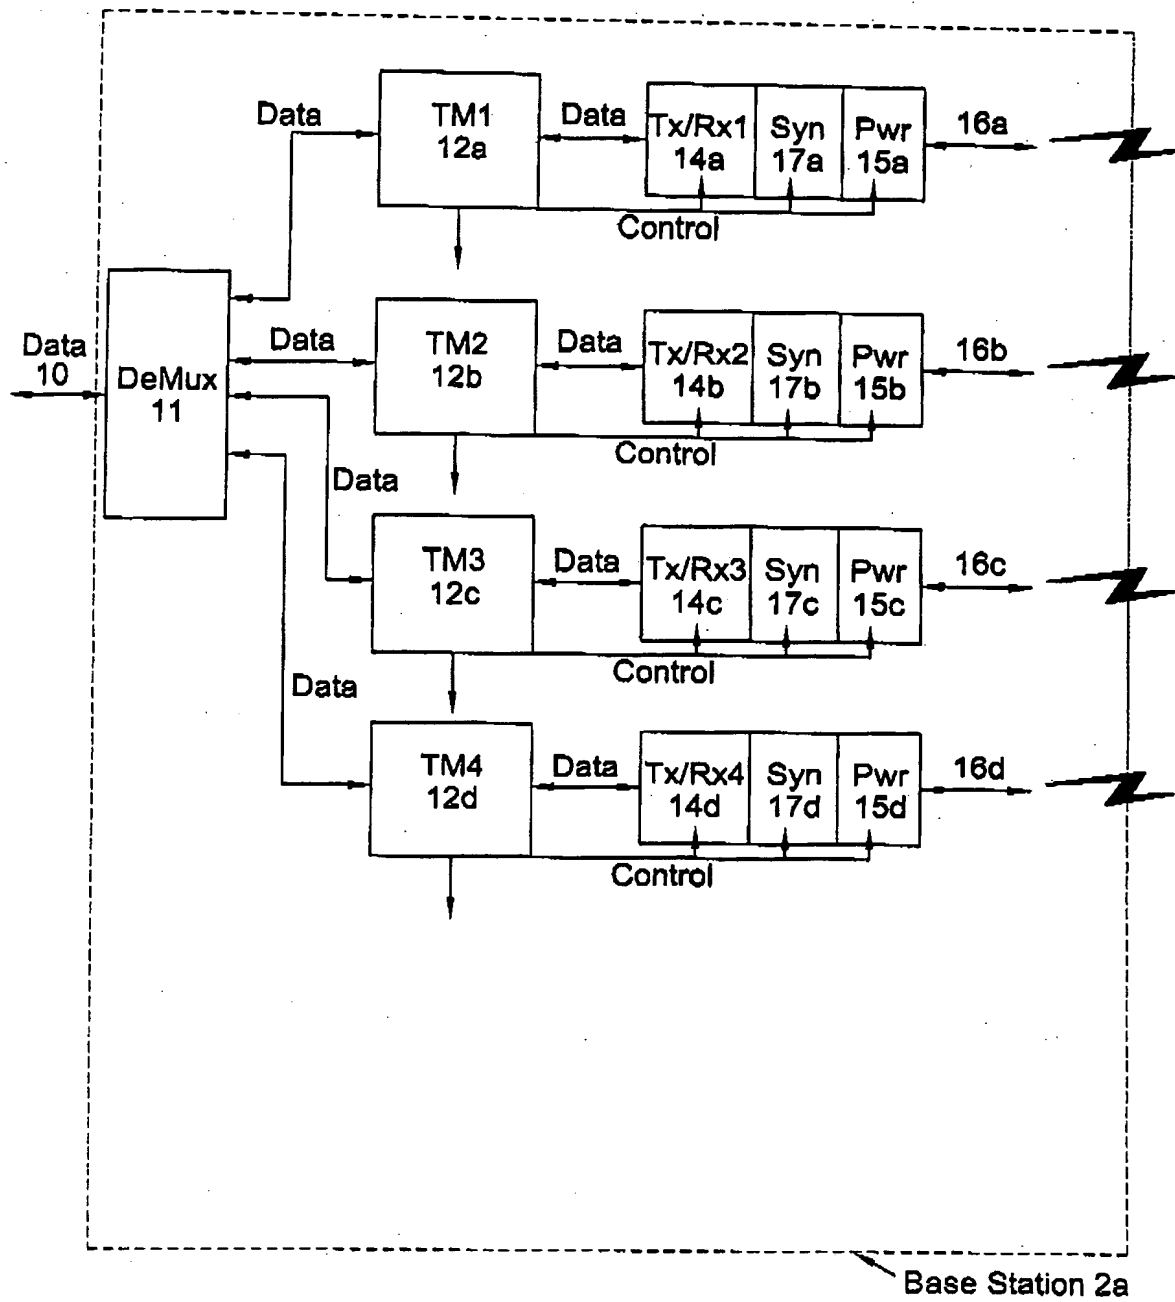 Data
TM1
12a
Data
Tx/Rx1
14a
Syn
17a
Pwr
15a
16a
Control
Data
10
DeMux
11
Data
TM2
12b
Data
Tx/Rx2
14b
Syn
17b
Pwr
15b
16b
Control
Data
TM3
12c
Data
Tx/Rx3
14c
Syn
17c
Pwr
15c
16c
Control
Data
TM4
12d
Data
Tx/Rx4
14d
Syn
17d
Pwr
15d
16d
Control
Base Station 2a